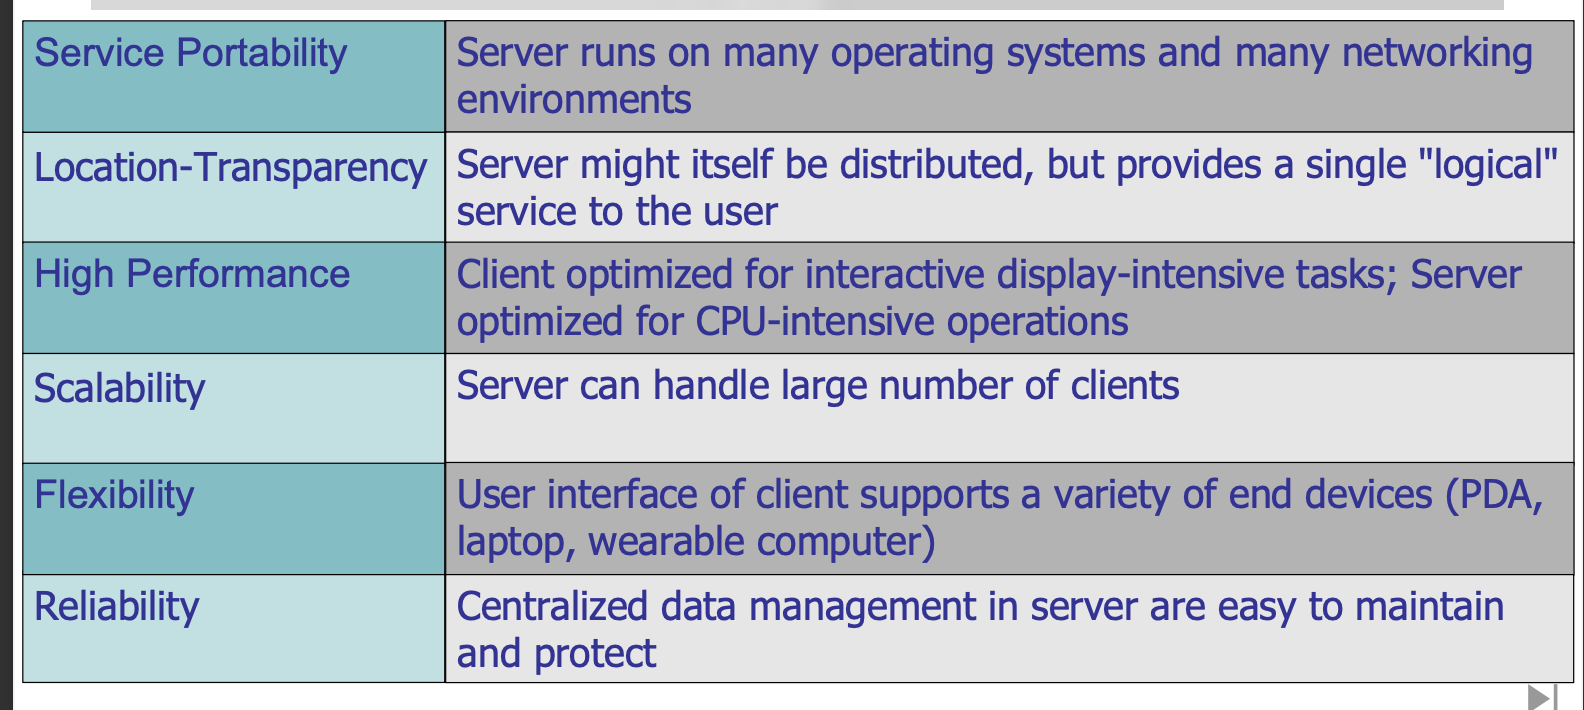 Service Portability
Server runs on many operating systems and many networking
environments
Location-Transparency
Server might itself be distributed, but provides a single "logical"
service to the user
High Performance
Client optimized for interactive display-intensive tasks; Server
optimized for CPU-intensive operations
Scalability
Server can handle large number of clients
Flexibility
User interface of client supports a variety of end devices (PDA,
laptop, wearable computer)
Reliability
Centralized data management in server are easy to maintain
and protect